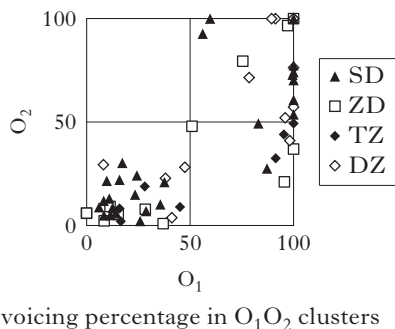 100
O₂
50
0
0
50
100
O₁
SD
ZD
TZ
DZ
voicing percentage in O₁O₂ clusters